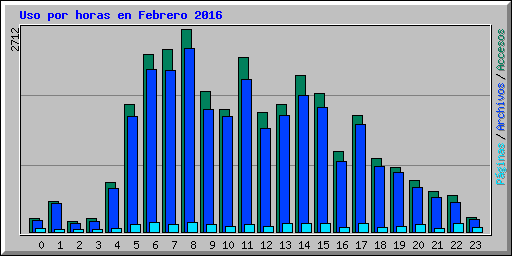 Uso por horas en Febrero 2016
2712
Páginas / Archivos / Accesos
0 1 2 3 4 5 6 7 8 9 10 11 12 13 14 15 16 17 18 19 20 21 22 23